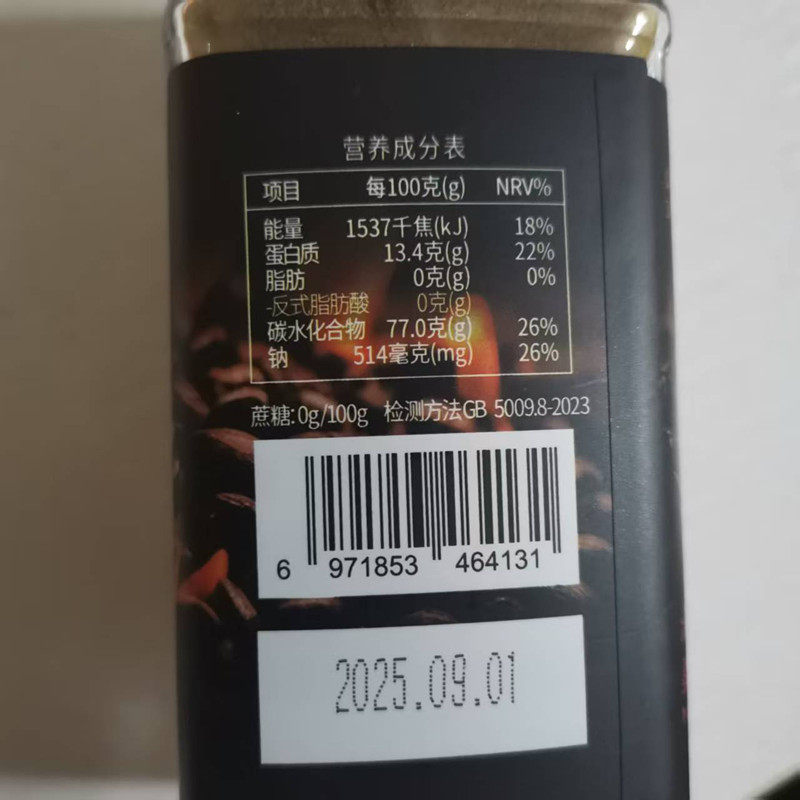 营养成分表
项目 每100克(g) NRV%
能量 1537千焦(kJ) 18%
蛋白质 13.4克(g) 22%
脂肪 0克(g) 0%
-反式脂肪酸 0克(g)
碳水化合物 77.0克(g) 26%
钠 514毫克(mg) 26%
蔗糖:0g/100g 检测方法GB 5009.8-2023
6 971853 464131
2025.09.01